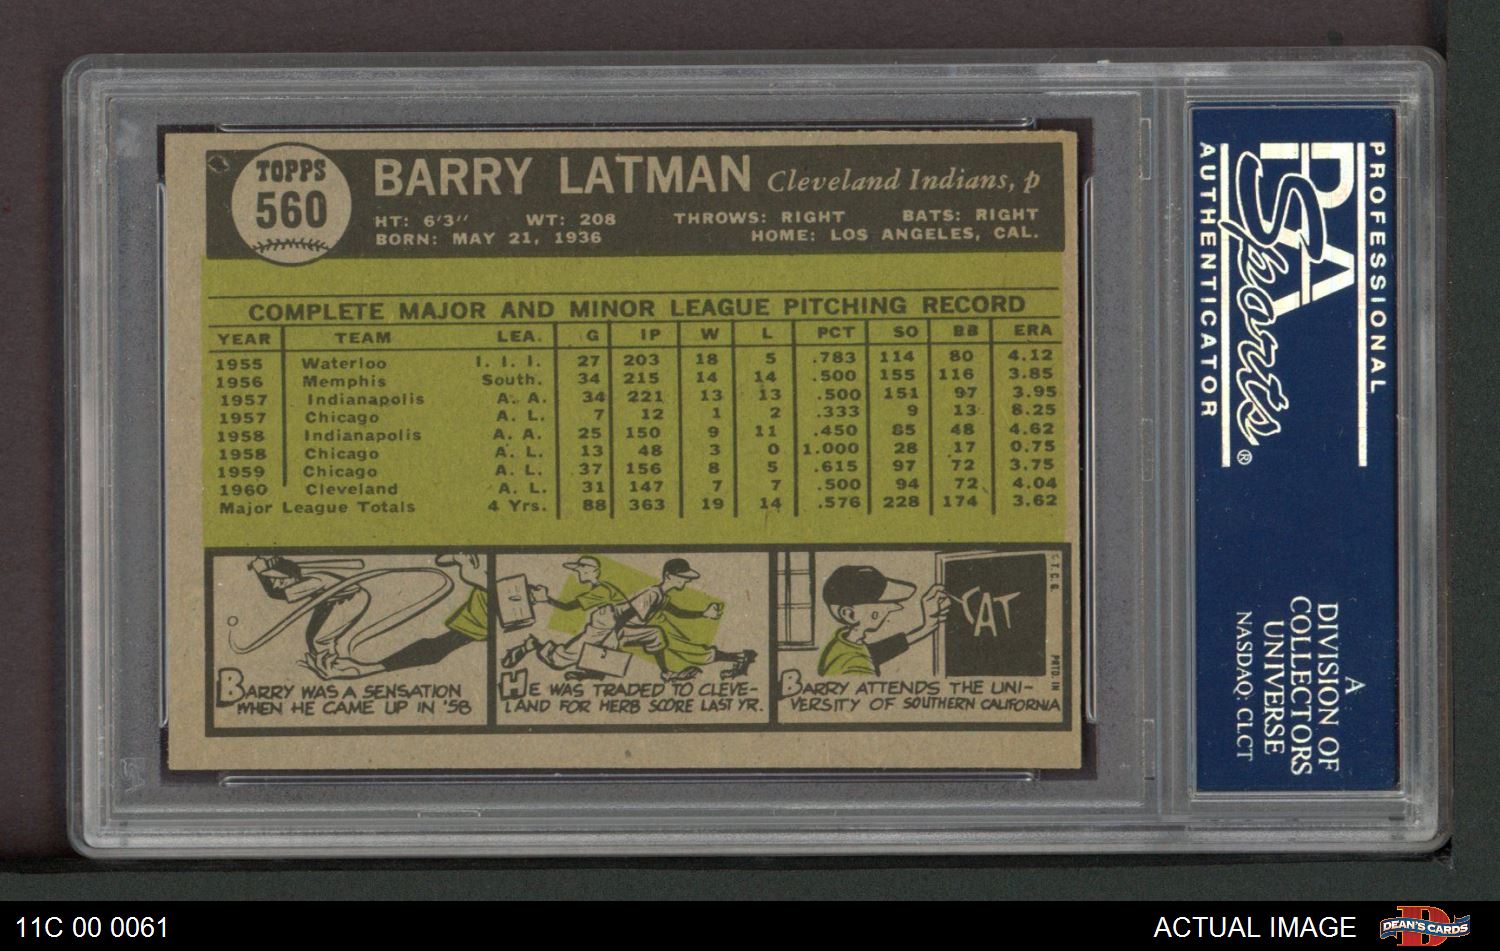 TOPPS
560
BARRY LATMAN Cleveland Indians, p
HT: 6'3" WT: 208 THROWS: RIGHT BATS: RIGHT
BORN: MAY 21, 1936 HOME: LOS ANGELES, CAL.
COMPLETE MAJOR AND MINOR LEAGUE PITCHING RECORD
YEAR TEAM LEA. G IP W L PCT SO BB ERA
1955 Waterloo I. I. I. 27 203 18 5 .783 114 80 4.12
1956 Memphis South. 34 215 14 14 .500 155 116 3.85
1957 Indianapolis A. A. 34 221 13 13 .500 151 97 3.95
1957 Chicago A. L. 7 12 1 2 .333 9 13 8.25
1958 Indianapolis A. A. 25 150 9 11 .450 85 48 4.62
1958 Chicago A. L. 13 48 3 0 1.000 28 17 0.75
1959 Chicago A. L. 37 156 8 5 .615 97 72 3.75
1960 Cleveland A. L. 31 147 7 7 .500 94 72 4.04
Major League Totals 4 Yrs. 88 363 19 14 .576 228 174 3.62
BARRY WAS A SENSATION
WHEN HE CAME UP IN '58
HE WAS TRADED TO CLEVE-
LAND FOR HERB SCORE LAST YR.
CAT
BARRY ATTENDS THE UNI-
VERSITY OF SOUTHERN CALIFORNIA
T.C.G.
PRTD. IN
PROFESSIONAL
PSA
Sports®
AUTHENTICATOR
A
DIVISION OF
COLLECTORS
UNIVERSE
NASDAQ: CLCT
11C 00 0061
ACTUAL IMAGE
DEAN'S CARDS